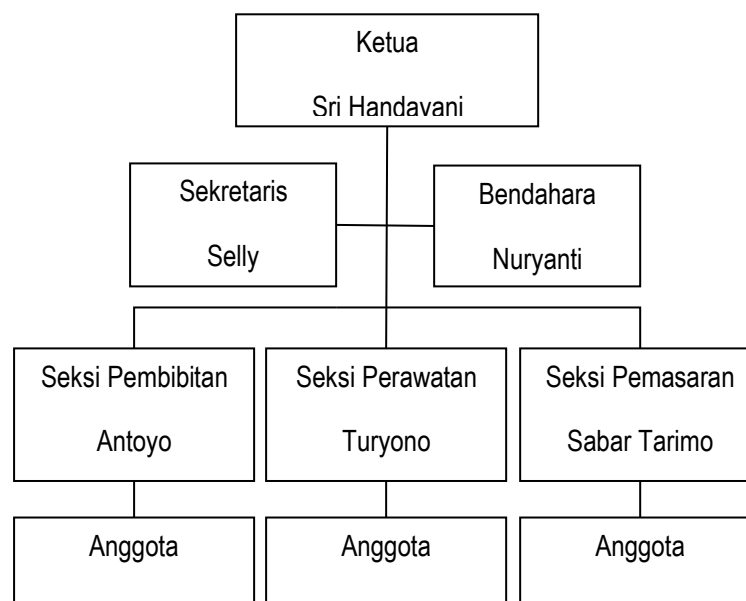 Ketua
Sri Handayani
Sekretaris
Selly
Bendahara
Nuryanti
Seksi Pembibitan
Antoyo
Seksi Perawatan
Turyono
Seksi Pemasaran
Sabar Tarimo
Anggota
Anggota
Anggota